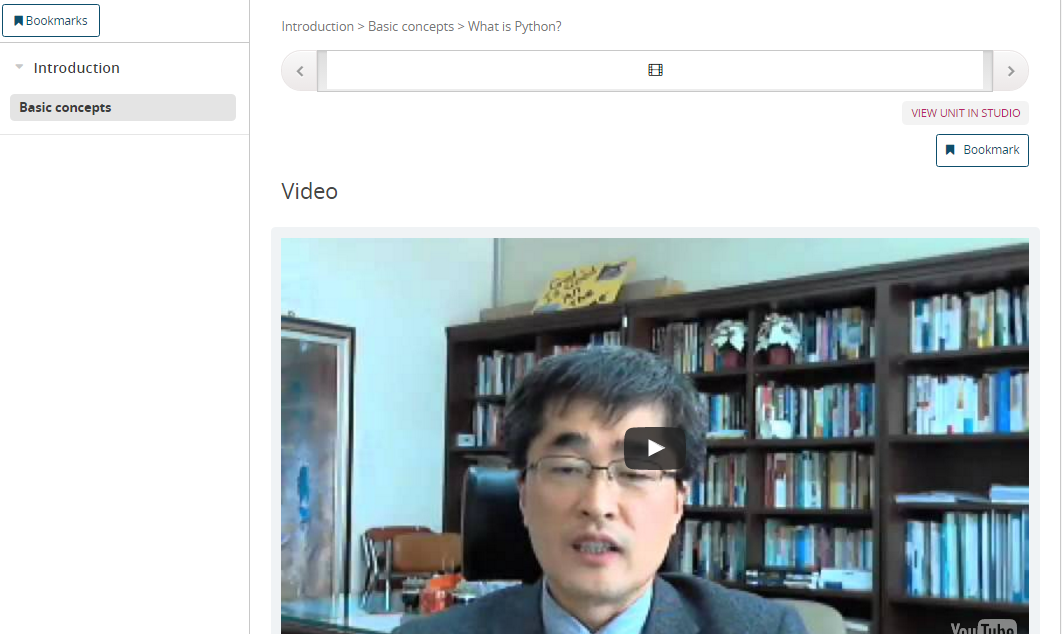 Bookmarks
Introduction
Basic concepts
Introduction > Basic concepts > What is Python?
VIEW UNIT IN STUDIO
Bookmark
Video
YouTube